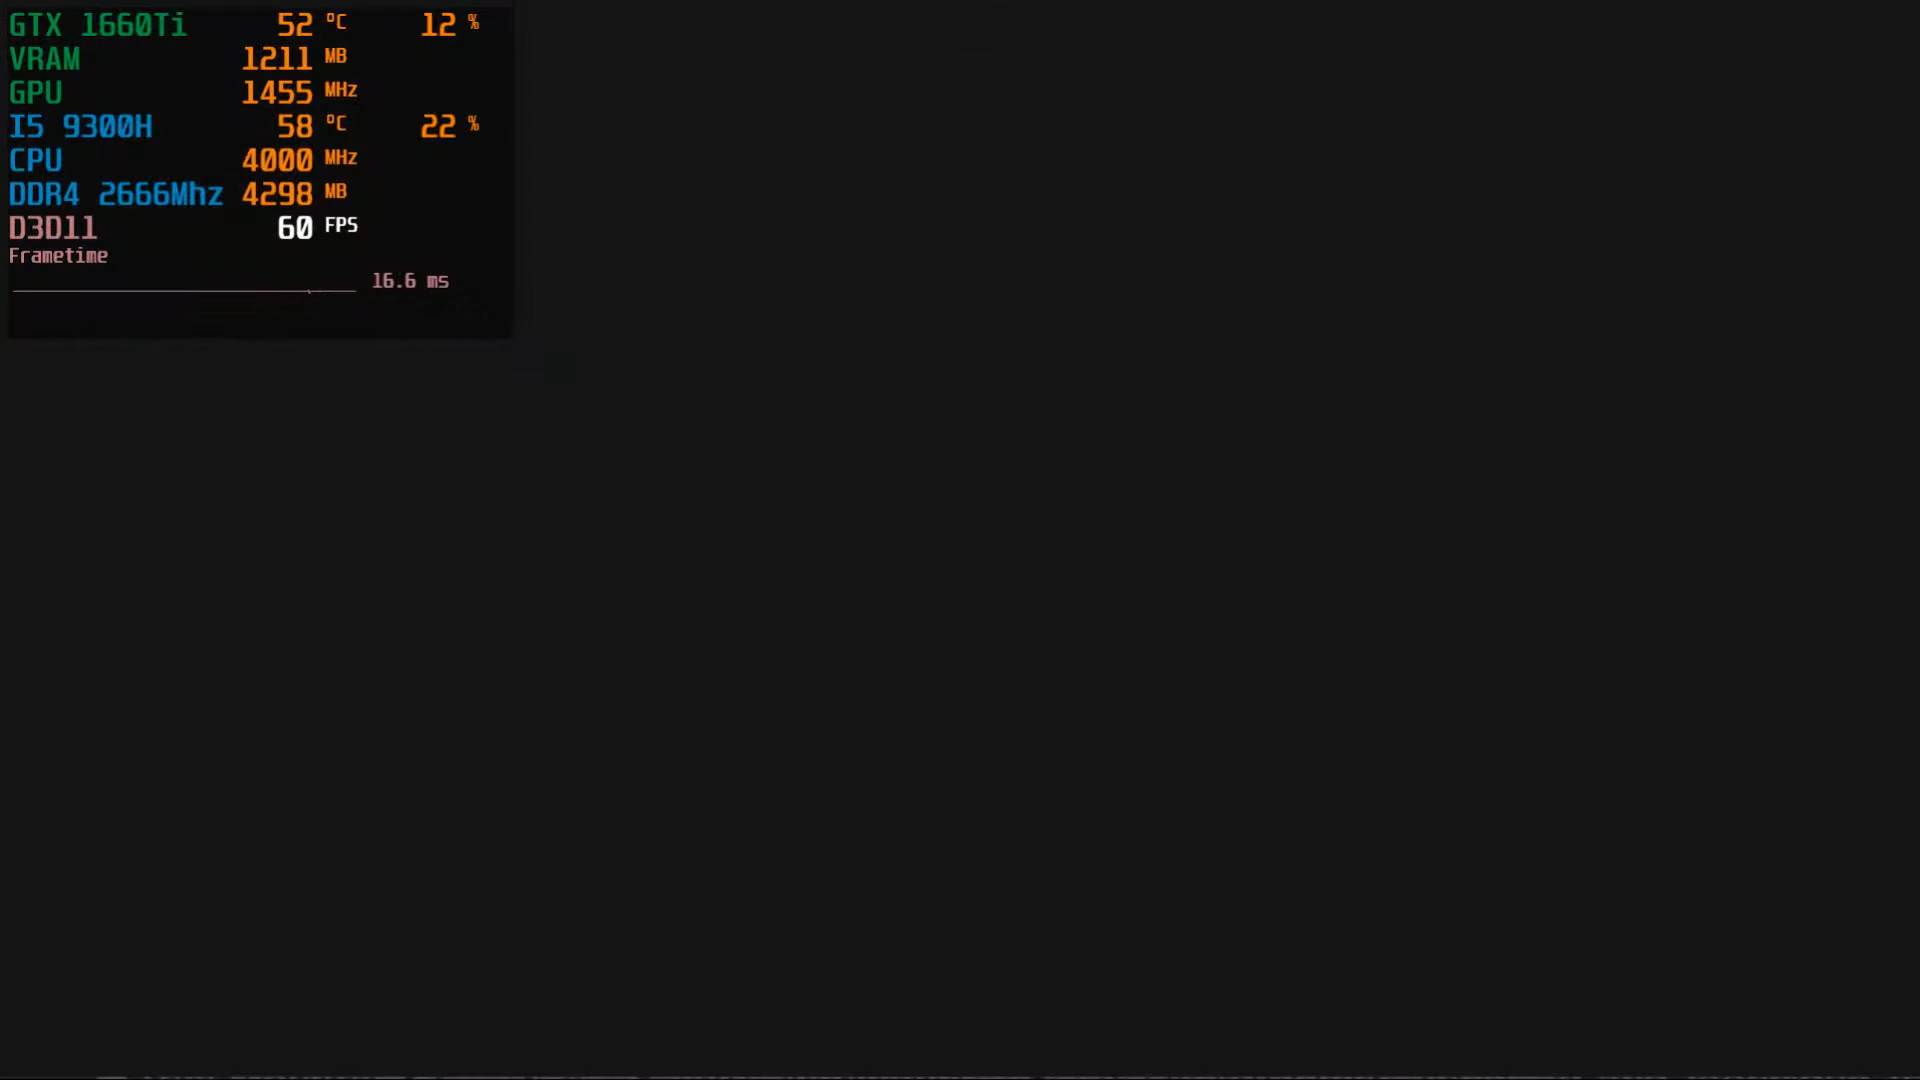 GTX 1660Ti 52 °C 12 %
VRAM 1211 MB
GPU 1455 MHz
I5 9300H 58 °C 22 %
CPU 4000 MHz
DDR4 2666Mhz 4298 MB
D3D11 60 FPS
Frametime
16.6 ms